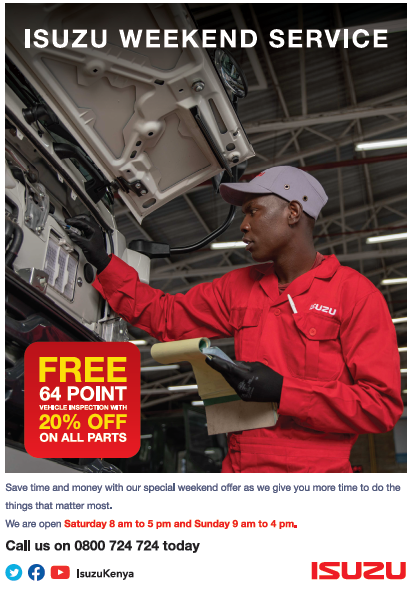 ISUZU WEEKEND SERVICE
ISUZU
FREE
64 POINT
VEHICLE INSPECTION WITH
20% OFF
ON ALL PARTS
Save time and money with our special weekend offer as we give you more time to do the
things that matter most.
We are open Saturday 8 am to 5 pm and Sunday 9 am to 4 pm.
Call us on 0800 724 724 today
IsuzuKenya
ISUZU